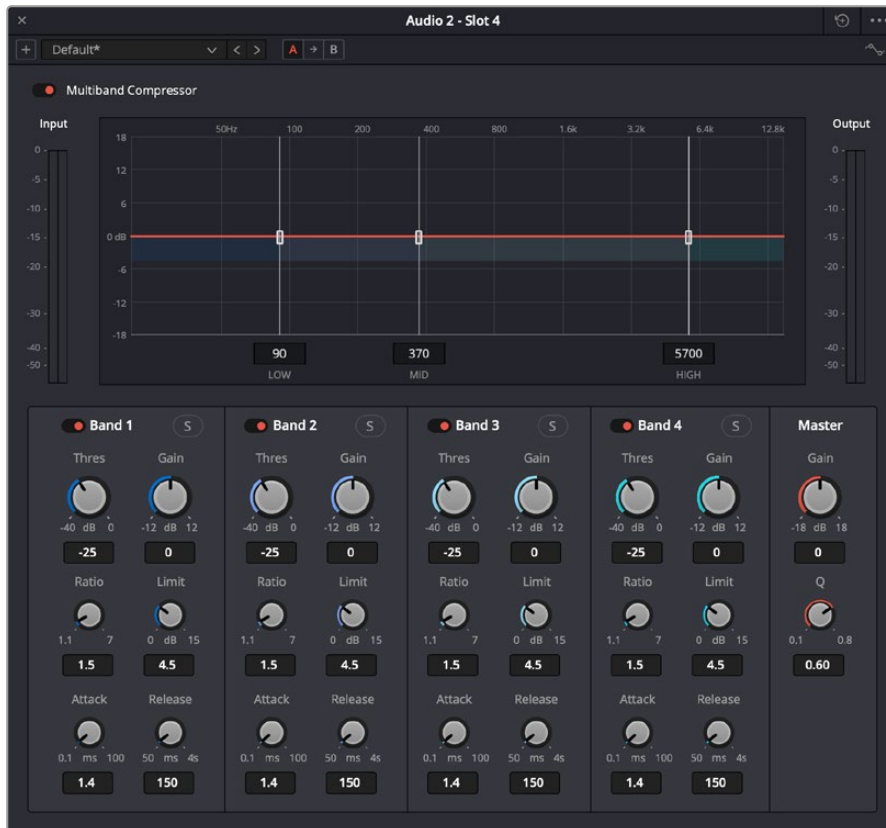 Audio 2 - Slot 4
Default*
A B
Multiband Compressor
Input
Output
50Hz 100 200 400 800 1.6k 3.2k 6.4k 12.8k
18
12
6
0 dB
-6
-12
-18
0
-5
-10
-15
-20
-30
-40
-50
0
-5
-10
-15
-20
-30
-40
-50
90 370 5700
LOW MID HIGH
Band 1 S Band 2 S Band 3 S Band 4 S Master
Thres Gain Thres Gain Thres Gain Thres Gain Gain
-40 dB 0 -12 dB 12 -40 dB 0 -12 dB 12 -40 dB 0 -12 dB 12 -40 dB 0 -12 dB 12 -18 dB 18
-25 0 -25 0 -25 0 -25 0 0
Ratio Limit Ratio Limit Ratio Limit Ratio Limit Q
1.1 7 0 dB 15 1.1 7 0 dB 15 1.1 7 0 dB 15 1.1 7 0 dB 15 0.1 0.8
1.5 4.5 1.5 4.5 1.5 4.5 1.5 4.5 0.60
Attack Release Attack Release Attack Release Attack Release
0.1 ms 100 50 ms 4s 0.1 ms 100 50 ms 4s 0.1 ms 100 50 ms 4s 0.1 ms 100 50 ms 4s
1.4 150 1.4 150 1.4 150 1.4 150